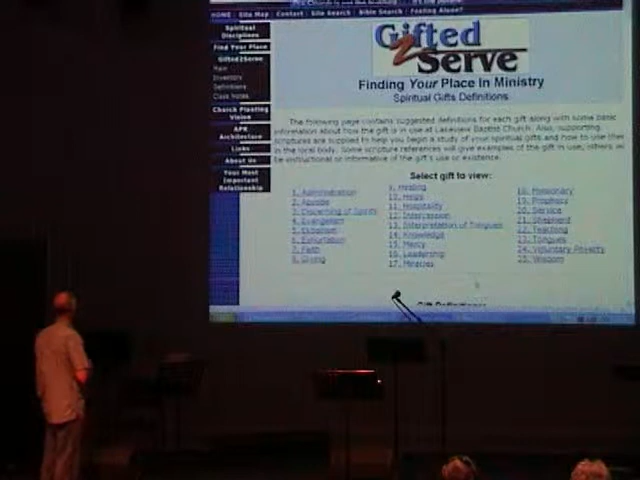 HOME Site Map Contact Site Search Bible Search Feeling Alone?
Spiritual
Disciplines
Find Your Place
Gifted2Serve
Main
Inventory
Definitions
Class Notes
Church Planting
Vision
APR
Architecture
Links
About Us
Your Most
Important
Relationship
Gifted
2 Serve
Finding Your Place In Ministry
Spiritual Gifts Definitions
The following page contains suggested definitions for each gift along with some basic
information about how the gift is in use at Lakeview Baptist Church. Also, supporting
scriptures are supplied to help you begin a study of your spiritual gifts and how to use them
in the local body. Some scripture references will give examples of the gift in use, others will
be instructional or informative of the gift's use or existence.
Select gift to view:
1. Administration
2. Apostle
3. Discerning of Spirits
4. Evangelism
5. Exhortation
7. Faith
8. Giving
9. Healing
10. Helps
11. Hospitality
12. Intercession
13. Interpretation of Tongues
14. Knowledge
15. Mercy
16. Leadership
17. Miracles
18. Missionary
19. Prophecy
20. Service
21. Shepherd
22. Teaching
23. Tongues
24. Voluntary Poverty
25. Wisdom
Gift Definitions